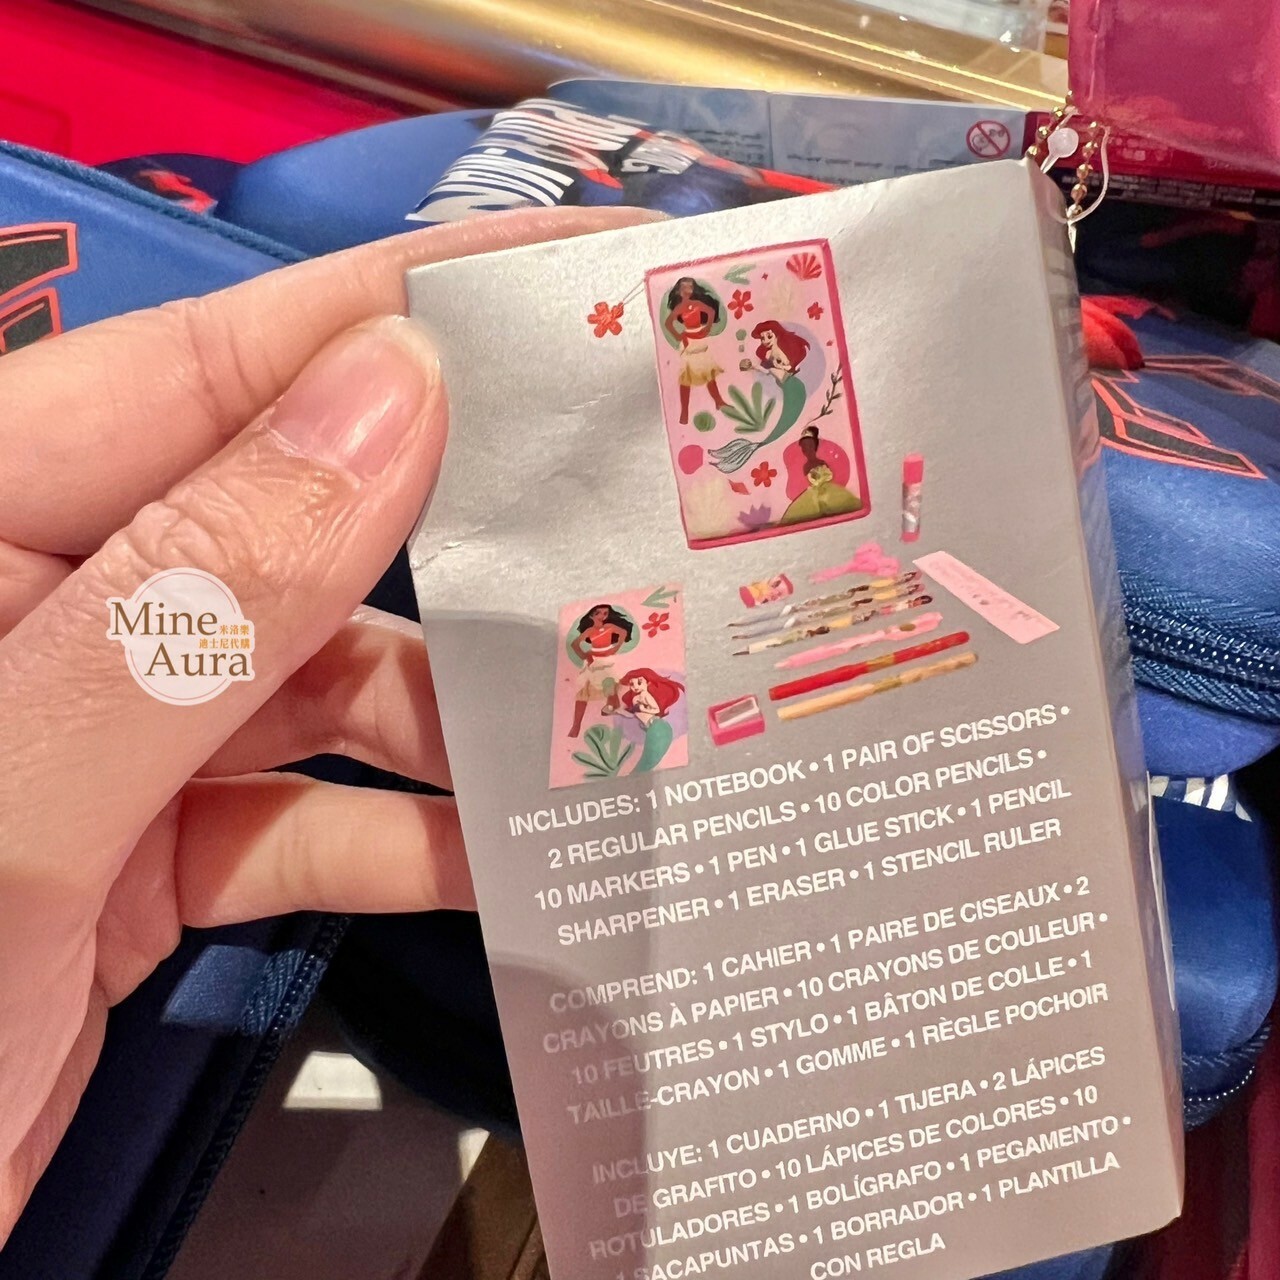 INCLUDES: 1 NOTEBOOK • 1 PAIR OF SCISSORS •
2 REGULAR PENCILS • 10 COLOR PENCILS •
10 MARKERS • 1 PEN • 1 GLUE STICK • 1 PENCIL
SHARPENER • 1 ERASER • 1 STENCIL RULER
COMPREND: 1 CAHIER • 1 PAIRE DE CISEAUX • 2
CRAYONS À PAPIER • 10 CRAYONS DE COULEUR •
10 FEUTRES • 1 STYLO • 1 BÂTON DE COLLE • 1
TAILLE-CRAYON • 1 GOMME • 1 RÈGLE POCHOIR
INCLUYE: 1 CUADERNO • 1 TIJERA • 2 LÁPICES
DE GRAFITO • 10 LÁPICES DE COLORES • 10
ROTULADORES • 1 BOLÍGRAFO • 1 PEGAMENTO •
1 SACAPUNTAS • 1 BORRADOR • 1 PLANTILLA
CON REGLA
Mine
米洛樂
迪士尼代購
Aura